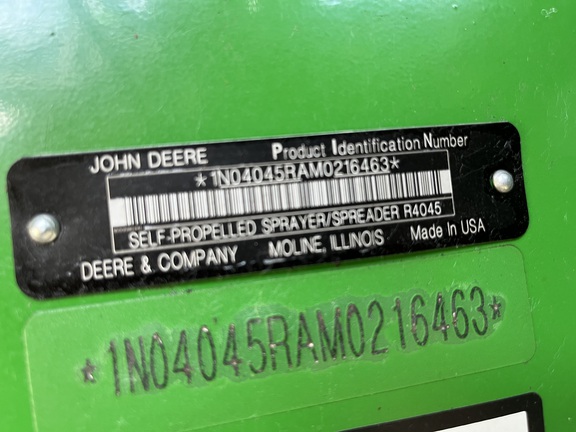 JOHN DEERE Product Identification Number
*1N04045RAM0216463*
SELF-PROPELLED SPRAYER/SPREADER R4045
DEERE & COMPANY MOLINE, ILLINOIS Made in USA
*1N04045RAM0216463*